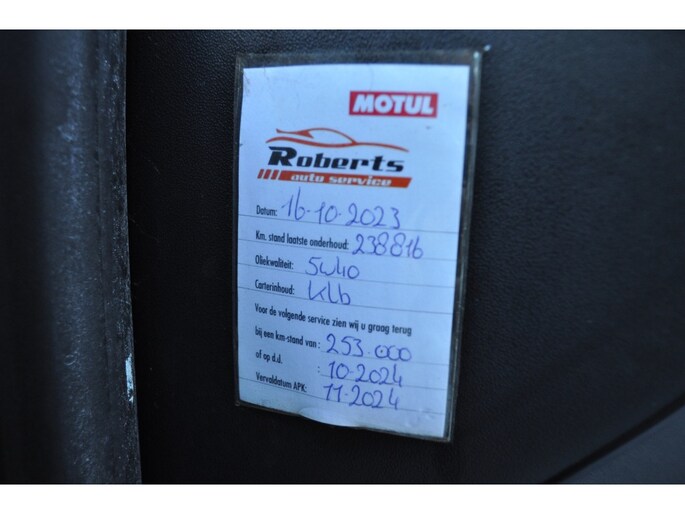 MOTUL
Roberts
auto service
Datum: 16-10-2023
Km. stand laatste onderhoud: 238816
Oliekwaliteit: 5w40
Carterinhoud: Klb
Voor de volgende service zien wij u graag terug
bij een km-stand van: 253.000
of op d.d. : 10-2024
Vervaldatum APK: 11-2024